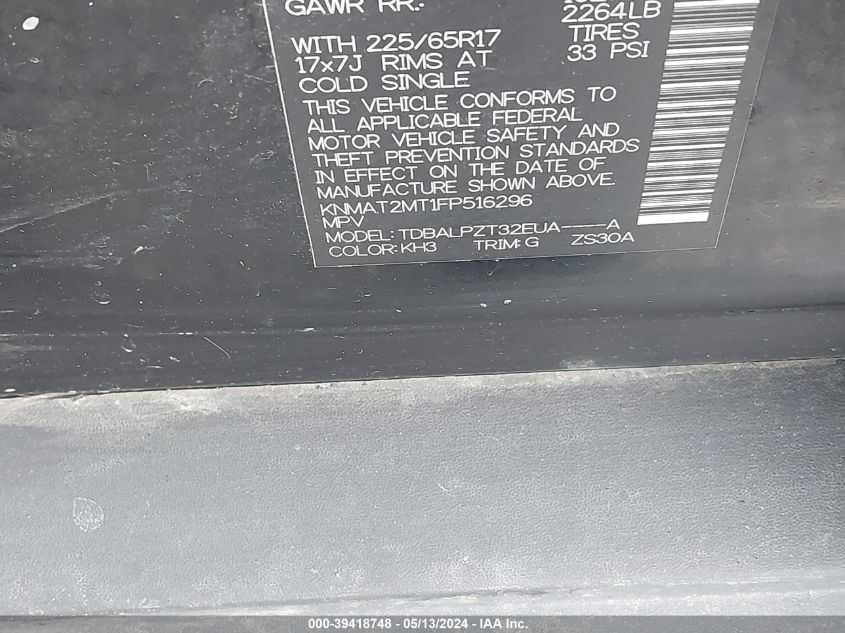 GAWR RR.:
2264LB
WITH 225/65R17 TIRES
17x7J RIMS AT 33 PSI
COLD SINGLE
THIS VEHICLE CONFORMS TO
ALL APPLICABLE FEDERAL
MOTOR VEHICLE SAFETY AND
THEFT PREVENTION STANDARDS
IN EFFECT ON THE DATE OF
MANUFACTURE SHOWN ABOVE.
KNMAT2MT1FP516296
MPV
MODEL: TDBALPZT32EUA----A
COLOR: KH3 TRIM: G ZS30A
000-39418748 - 05/13/2024 - IAA Inc.